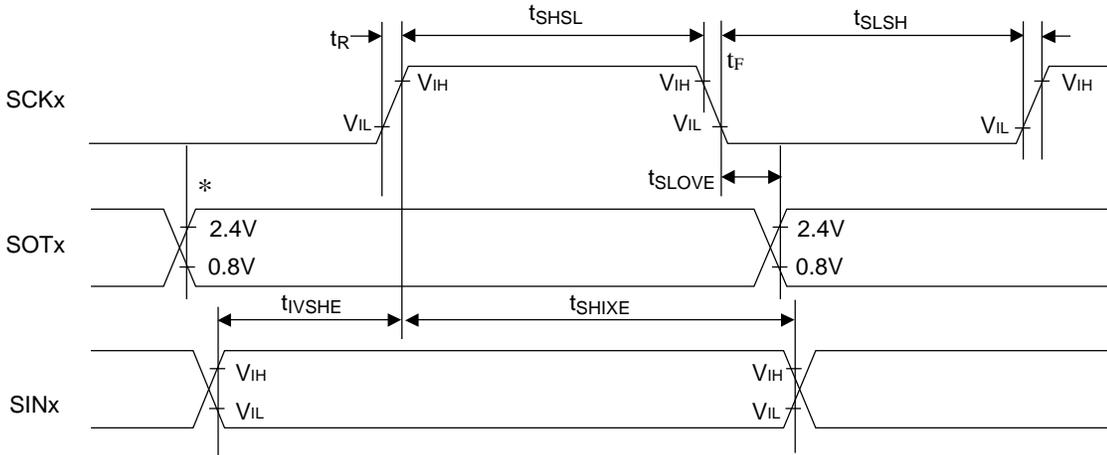 tSHSL
tSLSH
tR
tF
SCKx
VIH
VIH
VIH
VIL
VIL
VIL
tSLOVE
*
SOTx
2.4V
2.4V
0.8V
0.8V
tIVSHE
tSHIXE
SINx
VIH
VIH
VIL
VIL